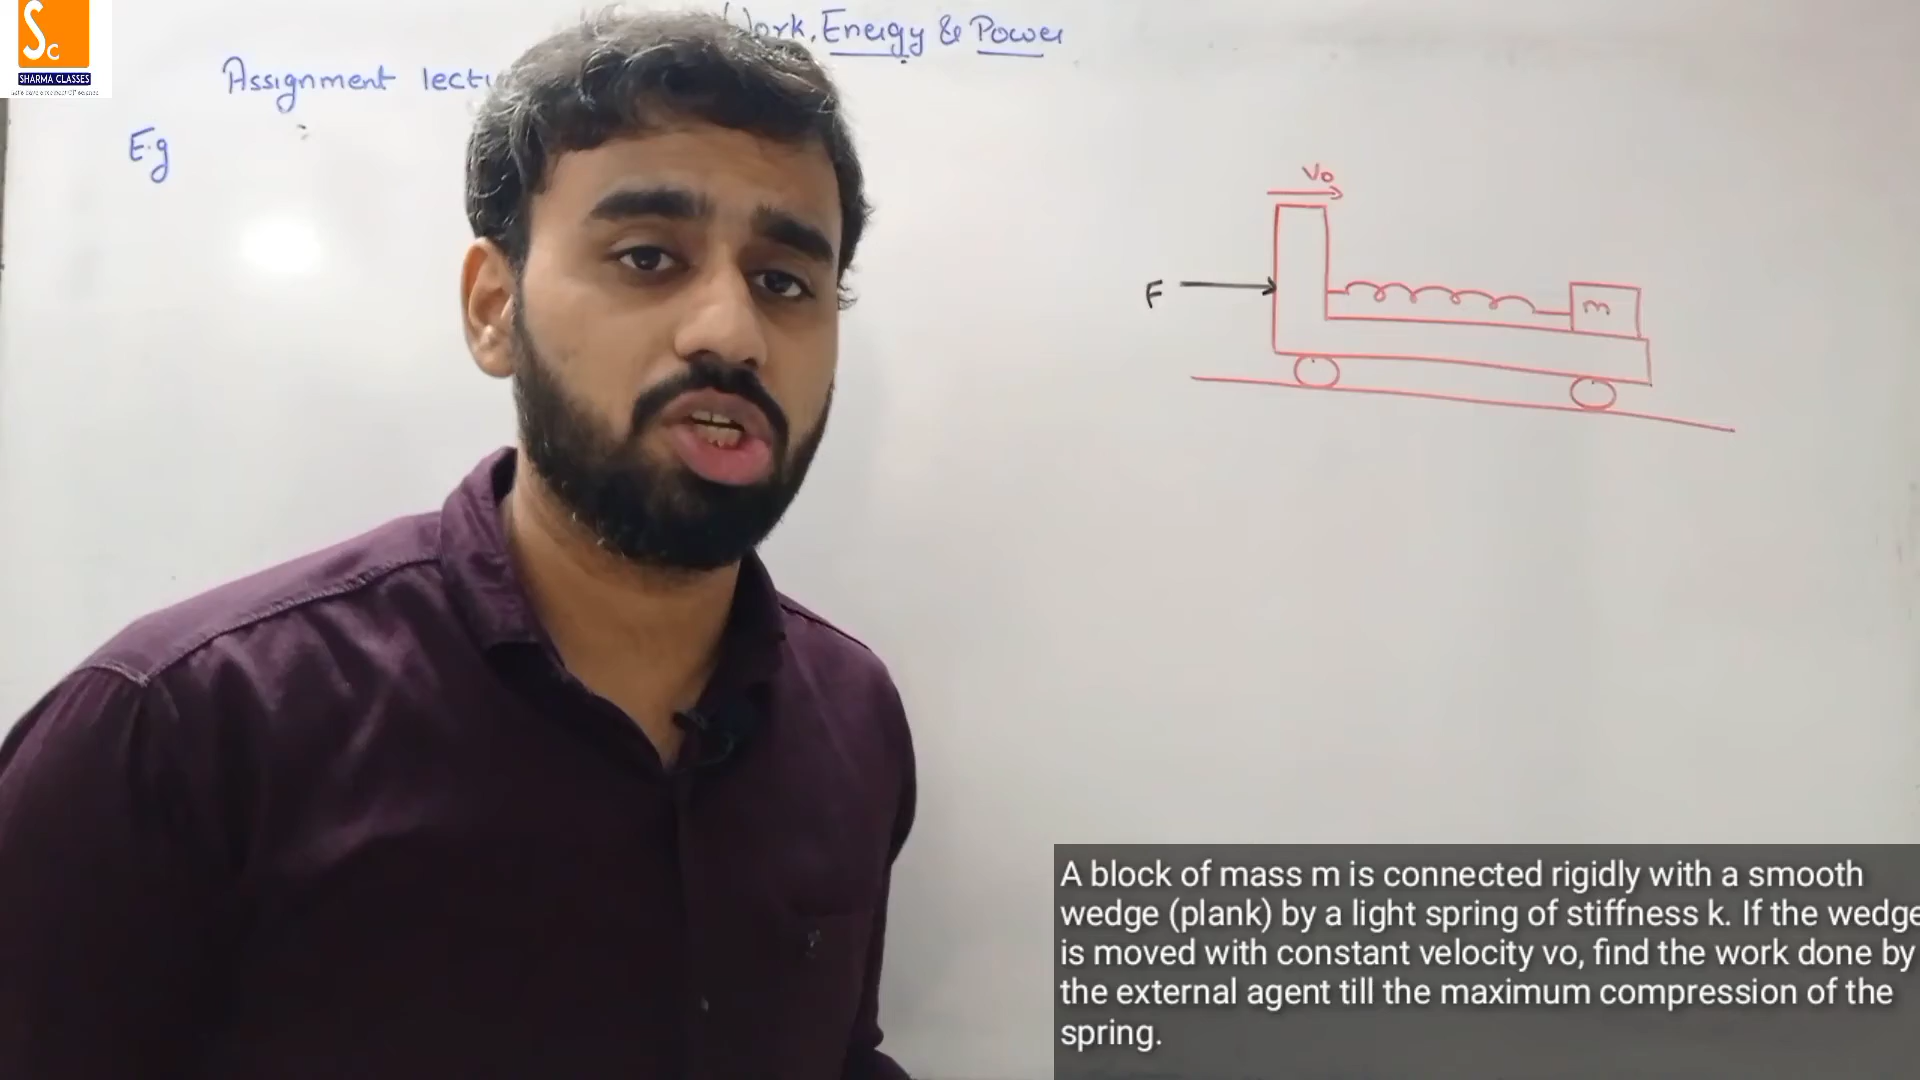 Sc
SHARMA CLASSES
Energy & Power
Assignment
E.g
Vo
F
m
A block of mass m is connected rigidly with a smooth
wedge (plank) by a light spring of stiffness k. If the wedge
is moved with constant velocity vo, find the work done by
the external agent till the maximum compression of the
spring.